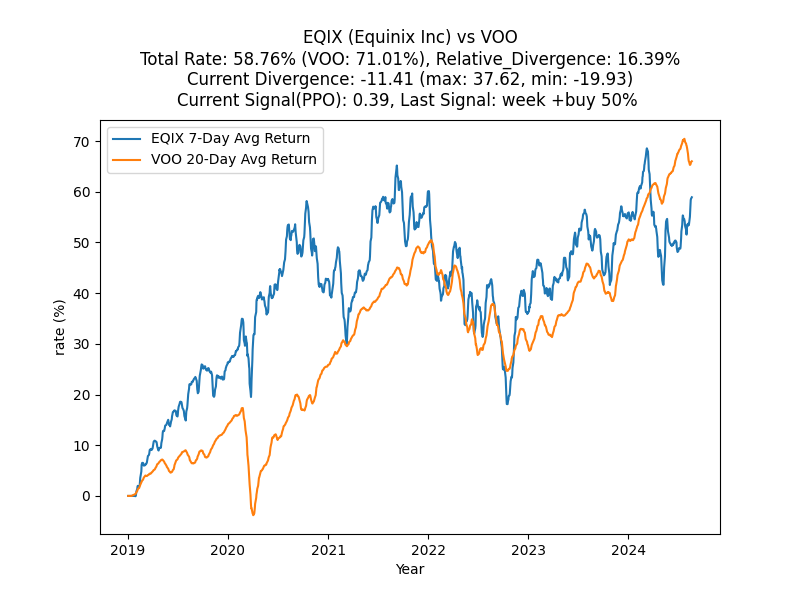 EQIX (Equinix Inc) vs VOO
Total Rate: 58.76% (VOO: 71.01%), Relative_Divergence: 16.39%
Current Divergence: -11.41 (max: 37.62, min: -19.93)
Current Signal(PPO): 0.39, Last Signal: week +buy 50%
EQIX 7-Day Avg Return
VOO 20-Day Avg Return
70
60
50
40
30
20
10
0
rate (%)
2019 2020 2021 2022 2023 2024
Year